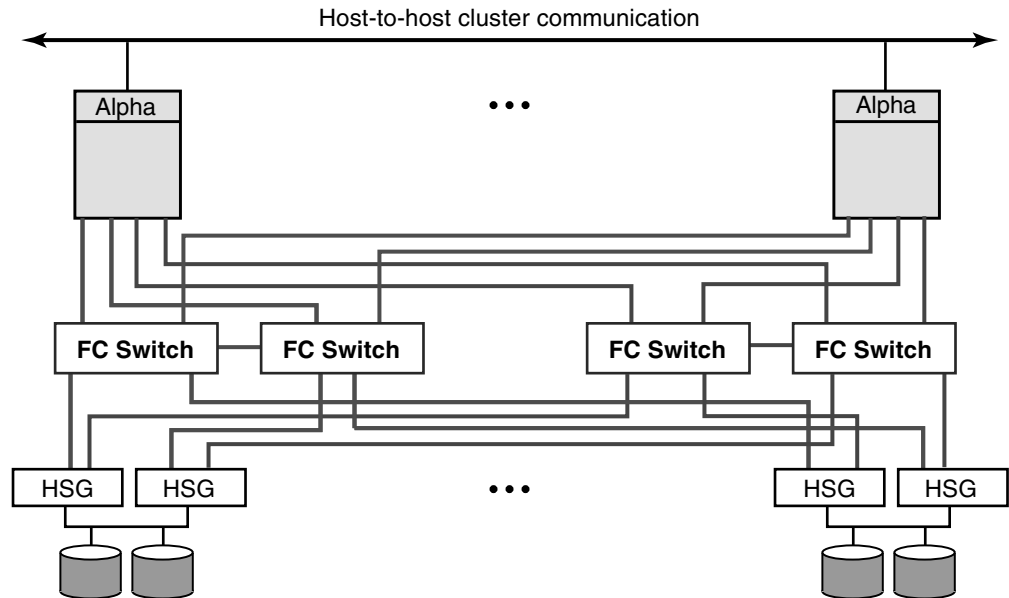 Host-to-host cluster communication
Alpha
•••
Alpha
FC Switch
FC Switch
FC Switch
FC Switch
HSG
HSG
•••
HSG
HSG